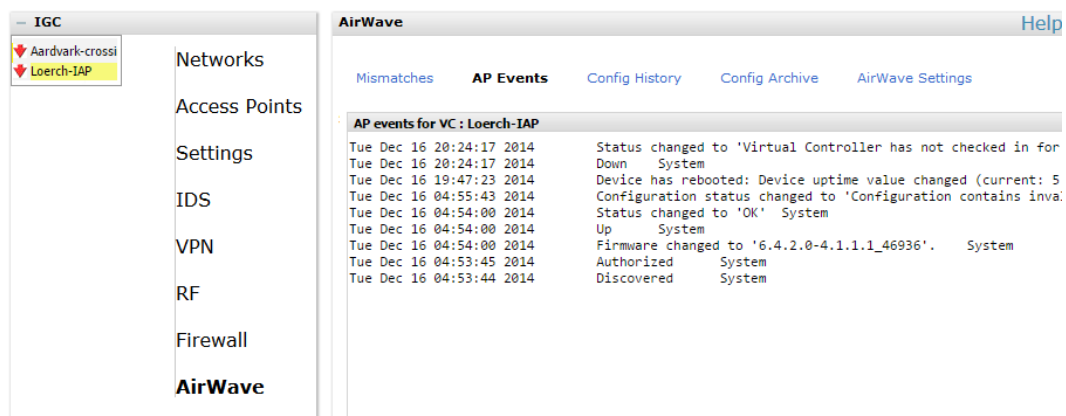 — IGC
Aardvark-crossi
Loerch-IAP
Networks
Access Points
Settings
IDS
VPN
RF
Firewall
AirWave
AirWave Help
Mismatches AP Events Config History Config Archive AirWave Settings
AP events for VC : Loerch-IAP
Tue Dec 16 20:24:17 2014 Status changed to 'Virtual Controller has not checked in for
Tue Dec 16 20:24:17 2014 Down System
Tue Dec 16 19:47:23 2014 Device has rebooted: Device uptime value changed (current: 5
Tue Dec 16 04:55:43 2014 Configuration status changed to 'Configuration contains inva
Tue Dec 16 04:54:00 2014 Status changed to 'OK' System
Tue Dec 16 04:54:00 2014 Up System
Tue Dec 16 04:54:00 2014 Firmware changed to '6.4.2.0-4.1.1.1_46936'. System
Tue Dec 16 04:53:45 2014 Authorized System
Tue Dec 16 04:53:44 2014 Discovered System